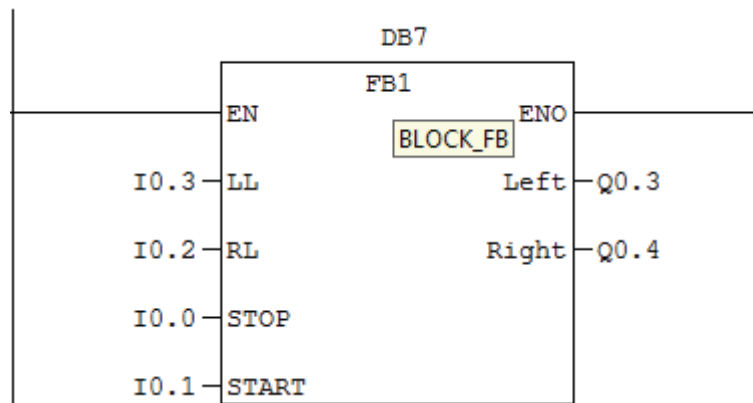 DB7
FB1
EN ENO
BLOCK_FB
I0.3 LL Left Q0.3
I0.2 RL Right Q0.4
I0.0 STOP
I0.1 START